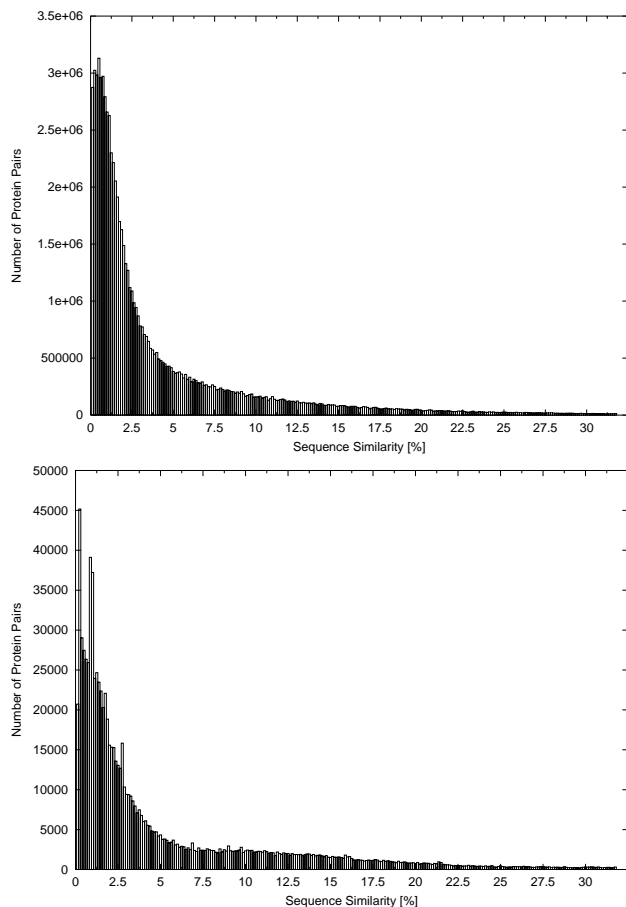 3.5e+06
3e+06
2.5e+06
2e+06
1.5e+06
1e+06
500000
0
Number of Protein Pairs
0 2.5 5 7.5 10 12.5 15 17.5 20 22.5 25 27.5 30
Sequence Similarity [%]
50000
45000
40000
35000
30000
25000
20000
15000
10000
5000
0
Number of Protein Pairs
0 2.5 5 7.5 10 12.5 15 17.5 20 22.5 25 27.5 30
Sequence Similarity [%]